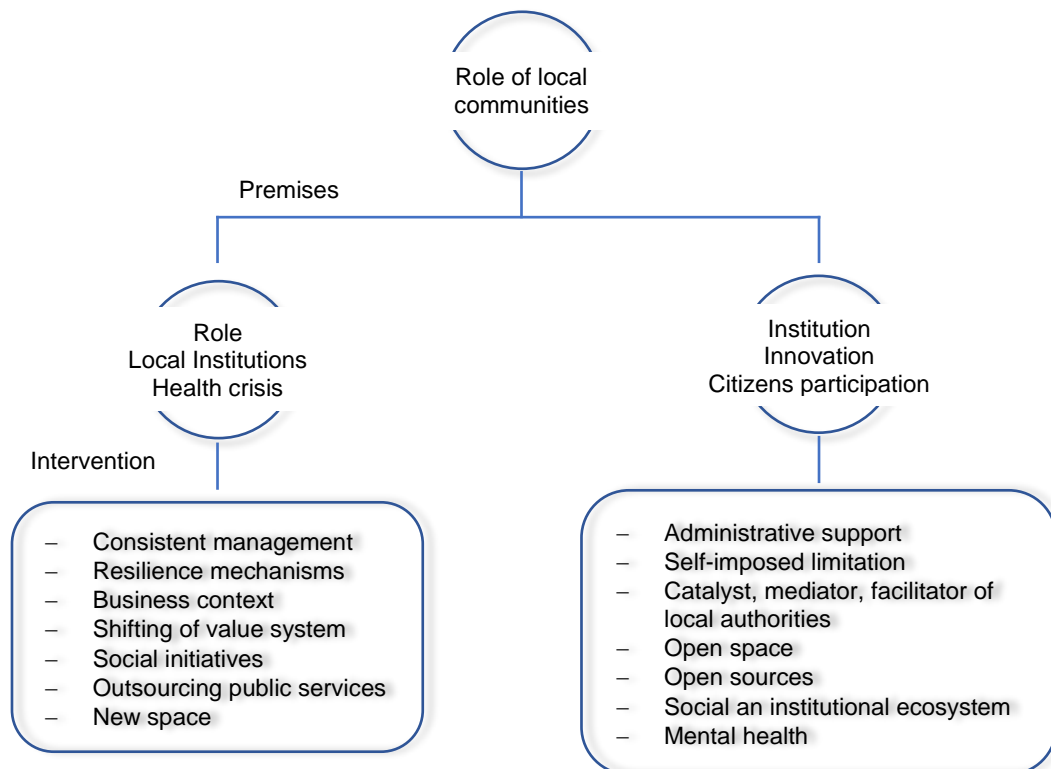 Role of local
communities
Premises
Role
Local Institutions
Health crisis
Institution
Innovation
Citizens participation
Intervention
– Consistent management
– Resilience mechanisms
– Business context
– Shifting of value system
– Social initiatives
– Outsourcing public services
– New space
– Administrative support
– Self-imposed limitation
– Catalyst, mediator, facilitator of
local authorities
– Open space
– Open sources
– Social an institutional ecosystem
– Mental health